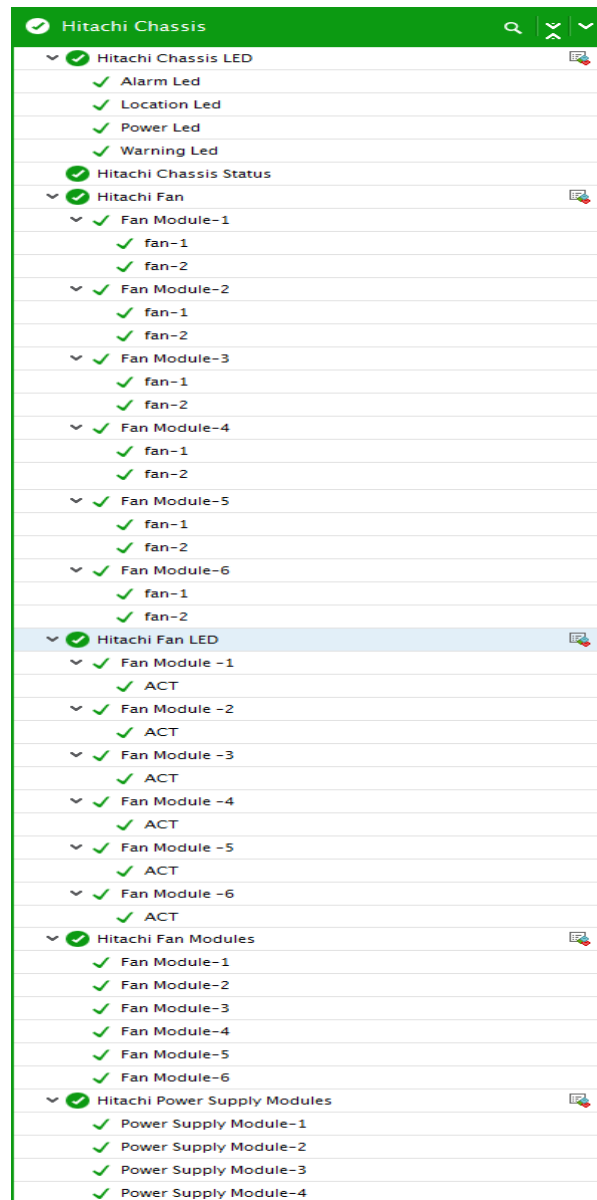 Hitachi Chassis
Hitachi Chassis LED
Alarm Led
Location Led
Power Led
Warning Led
Hitachi Chassis Status
Hitachi Fan
Fan Module-1
fan-1
fan-2
Fan Module-2
fan-1
fan-2
Fan Module-3
fan-1
fan-2
Fan Module-4
fan-1
fan-2
Fan Module-5
fan-1
fan-2
Fan Module-6
fan-1
fan-2
Hitachi Fan LED
Fan Module -1
ACT
Fan Module -2
ACT
Fan Module -3
ACT
Fan Module -4
ACT
Fan Module -5
ACT
Fan Module -6
ACT
Hitachi Fan Modules
Fan Module-1
Fan Module-2
Fan Module-3
Fan Module-4
Fan Module-5
Fan Module-6
Hitachi Power Supply Modules
Power Supply Module-1
Power Supply Module-2
Power Supply Module-3
Power Supply Module-4